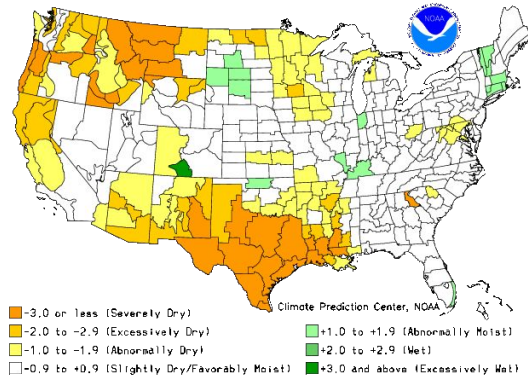 NOAA
Climate Prediction Center, NOAA
-3.0 or less (Severely Dry)
-2.0 to -2.9 (Excessively Dry)
-1.0 to -1.9 (Abnormally Dry)
-0.9 to +0.9 (Slightly Dry/Favorably Moist)
+1.0 to +1.9 (Abnormally Moist)
+2.0 to +2.9 (Wet)
+3.0 and above (Excessively Wet)